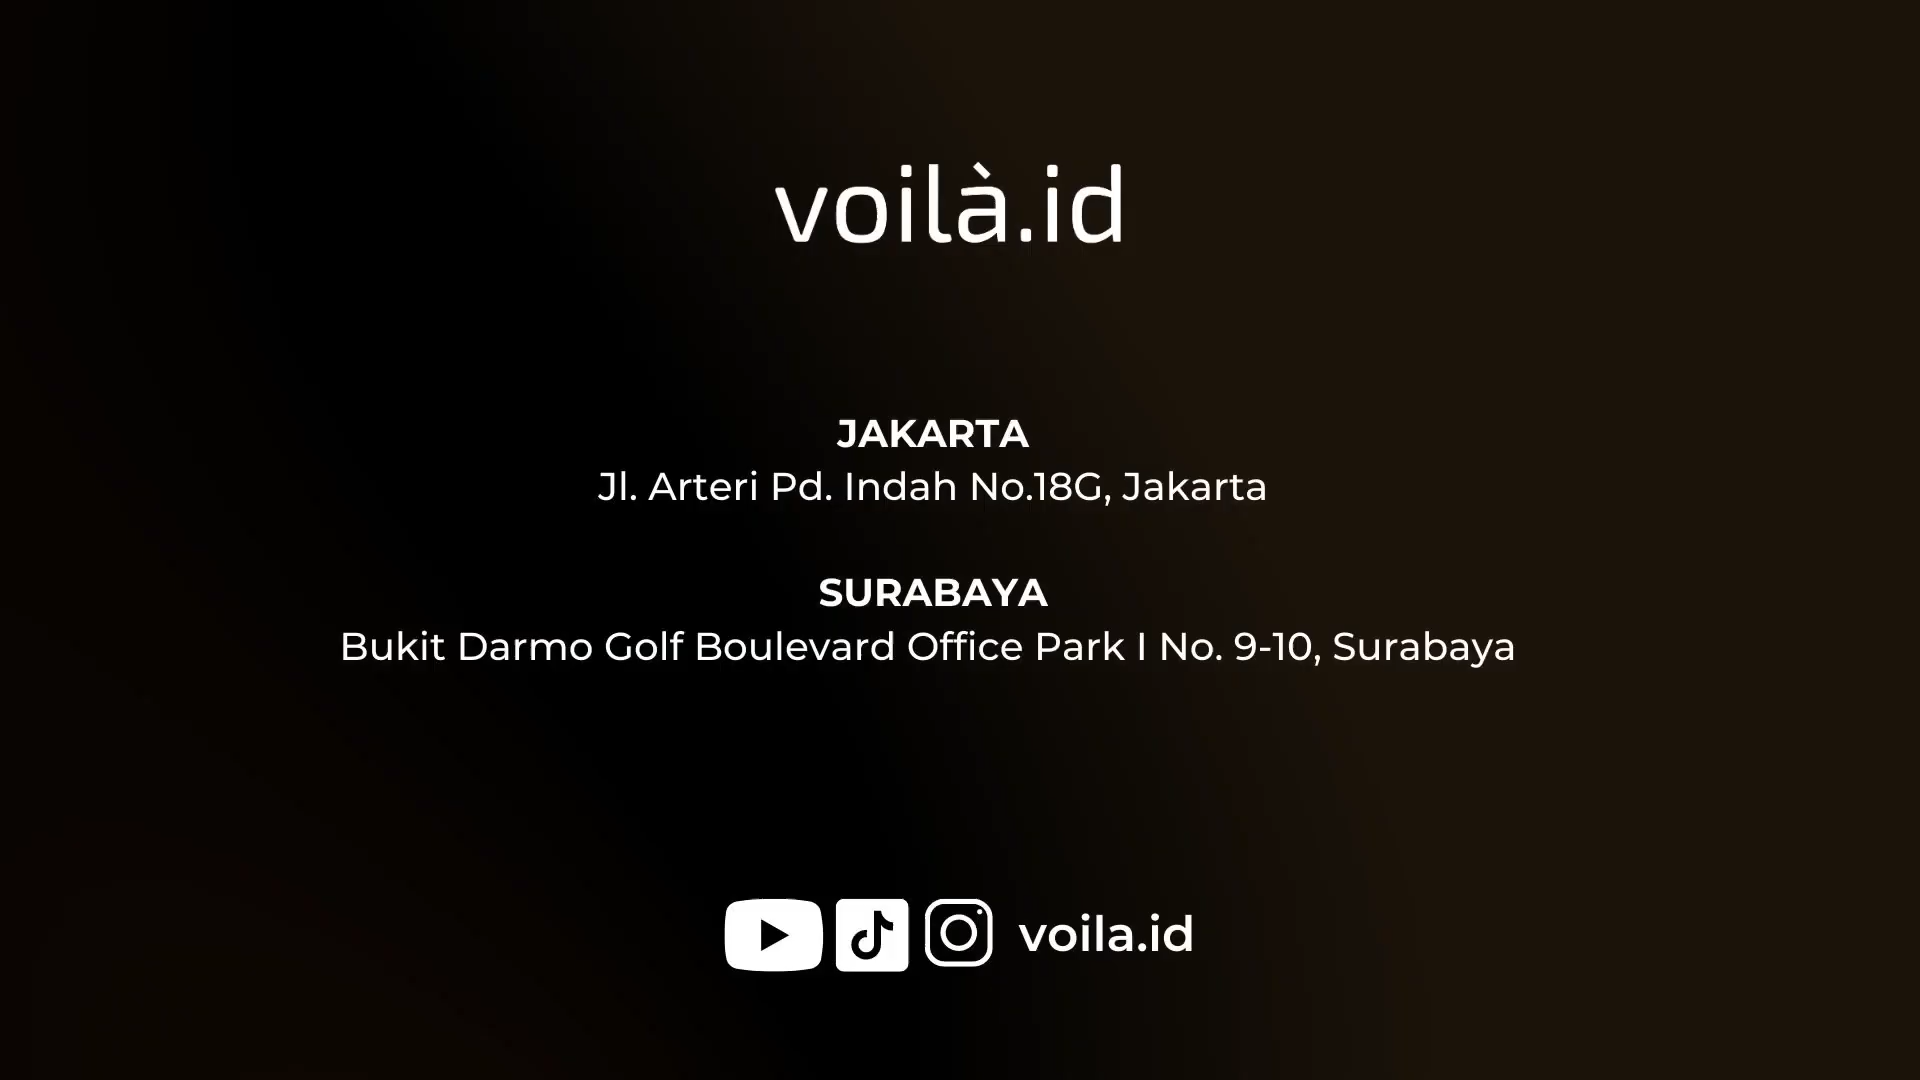 voilà.id
JAKARTA
Jl. Arteri Pd. Indah No.18G, Jakarta
SURABAYA
Bukit Darmo Golf Boulevard Office Park I No. 9-10, Surabaya
voila.id